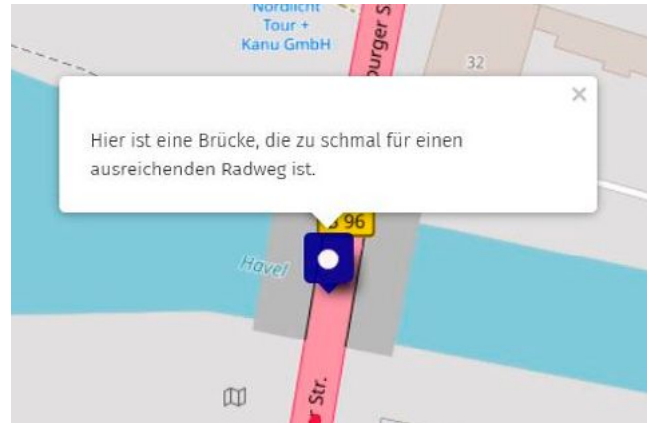 Nordlicht
Tour +
Kanu GmbH
burger S
32
×
Hier ist eine Brücke, die zu schmal für einen
ausreichenden Radweg ist.
96
Havel
Str.